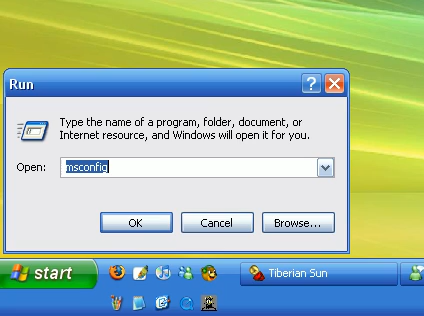 Run
Type the name of a program, folder, document, or
Internet resource, and Windows will open it for you.
Open:
msconfig
OK
Cancel
Browse...
start
Tiberian Sun